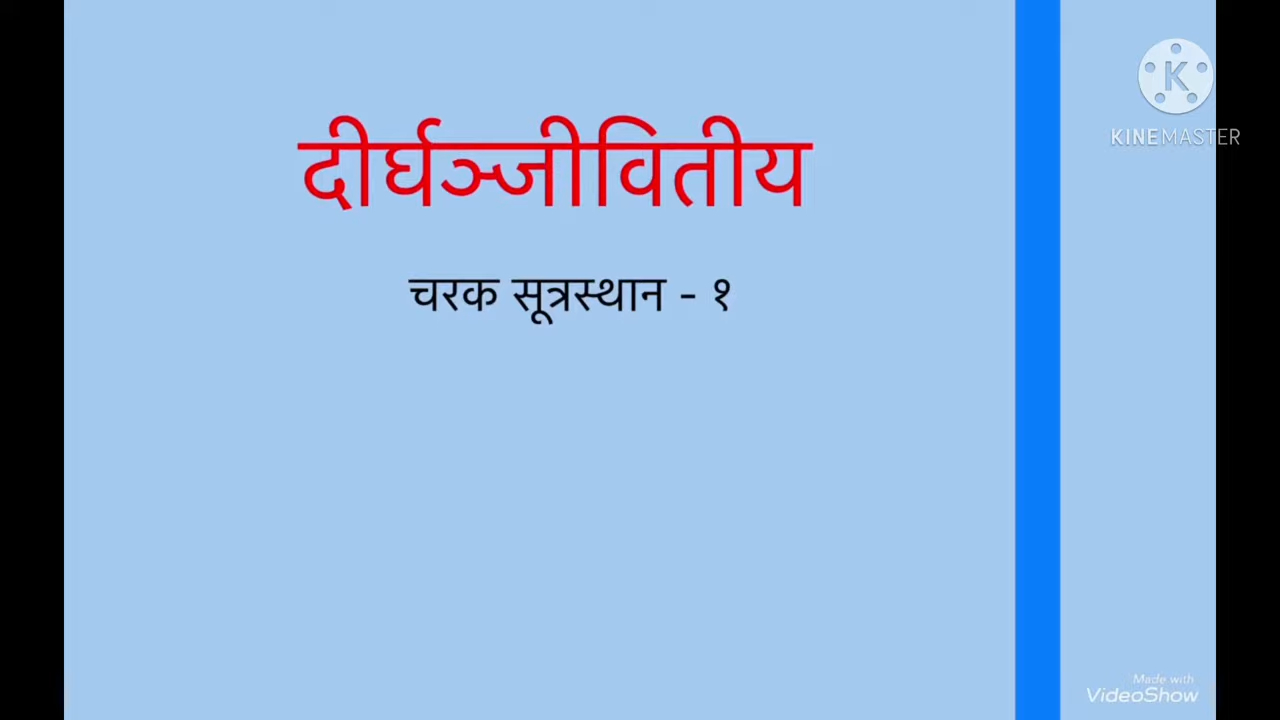 दीर्घञ्जीवितीय
चरक सूत्रस्थान - १
K
KINEMASTER
Made with
VideoShow